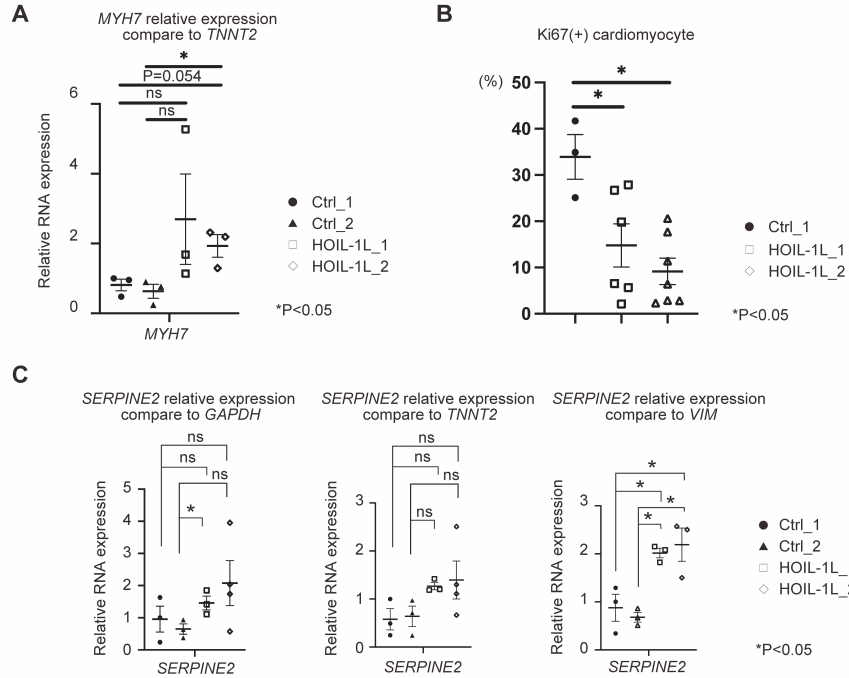 A
MYH7 relative expression
compare to TNNT2
*
P=0.054
ns
ns
Relative RNA expression
6
4
2
0
MYH7
Ctrl_1
Ctrl_2
HOIL-1L_1
HOIL-1L_2
*P<0.05
B
Ki67(+) cardiomyocyte
(%)
*
*
50
40
30
20
10
0
Ctrl_1
HOIL-1L_1
HOIL-1L_2
*P<0.05
C
SERPINE2 relative expression
compare to GAPDH
ns
ns
ns
*
Relative RNA expression
5
4
3
2
1
0
SERPINE2
SERPINE2 relative expression
compare to TNNT2
ns
ns
ns
ns
Relative RNA expression
3
2
1
0
SERPINE2
SERPINE2 relative expression
compare to VIM
*
*
*
*
Relative RNA expression
3
2
1
0
SERPINE2
Ctrl_1
Ctrl_2
HOIL-1L_
HOIL-1L_
*P<0.05